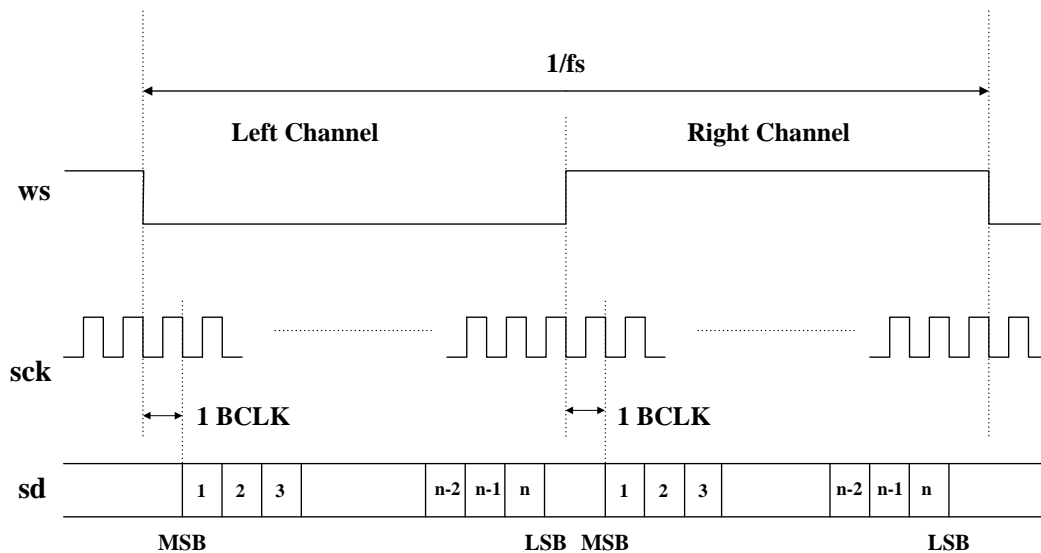 1/fs
Left Channel Right Channel
ws
sck
1 BCLK 1 BCLK
sd 1 2 3 n-2 n-1 n 1 2 3 n-2 n-1 n
MSB LSB MSB LSB